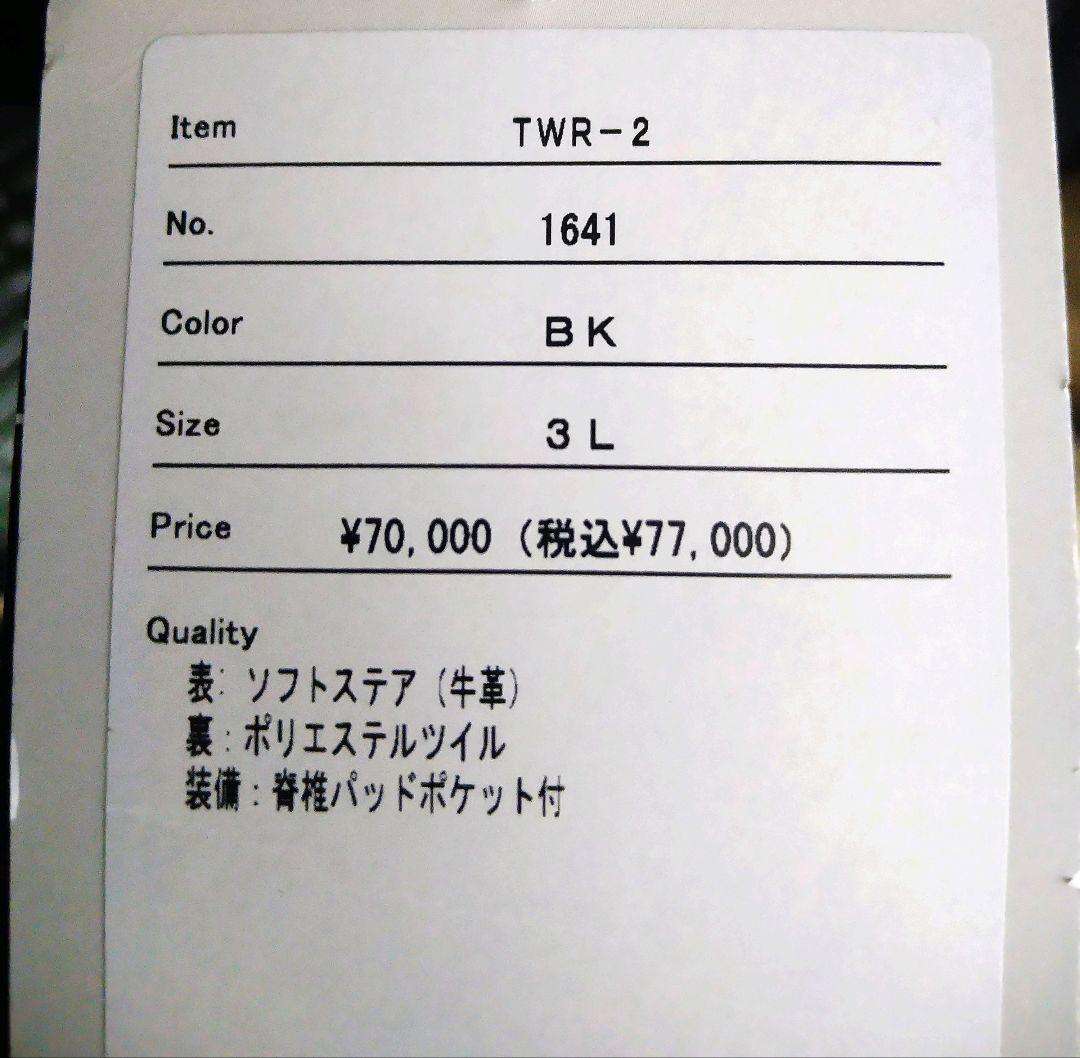 Item TWR-2
No. 1641
Color BK
Size 3L
Price ¥70,000 (税込¥77,000)
Quality
表: ソフトステア (牛革)
裏: ポリエステルツイル
装備: 脊椎パッドポケット付